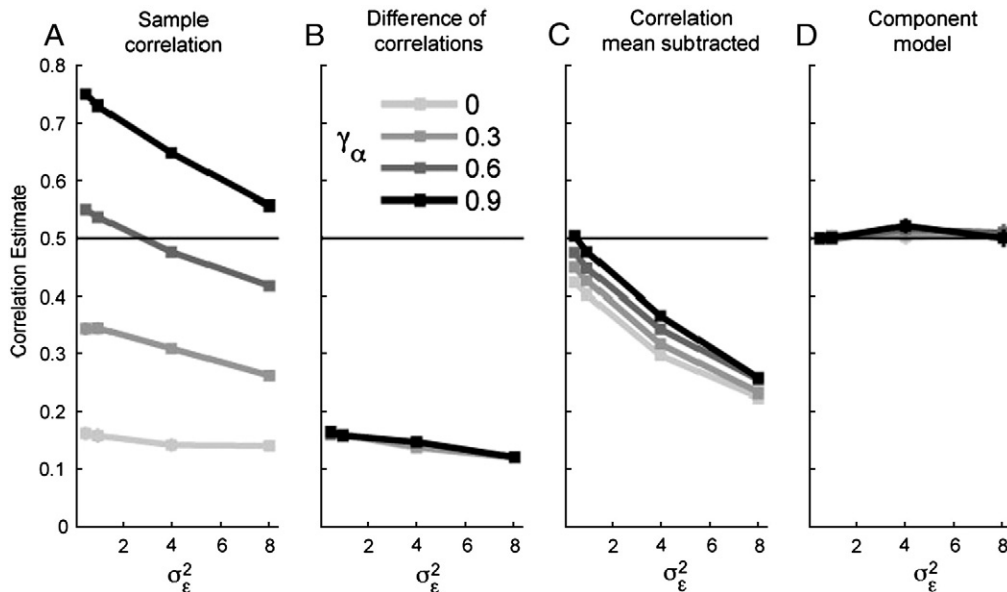 A
Sample
correlation
B
Difference of
correlations
C
Correlation
mean subtracted
D
Component
model
Correlation Estimate
0.8
0.7
0.6
0.5
0.4
0.3
0.2
0.1
0
γα
0
0.3
0.6
0.9
2 4 6 8
2 4 6 8
2 4 6 8
2 4 6 8
σ²ε
σ²ε
σ²ε
σ²ε